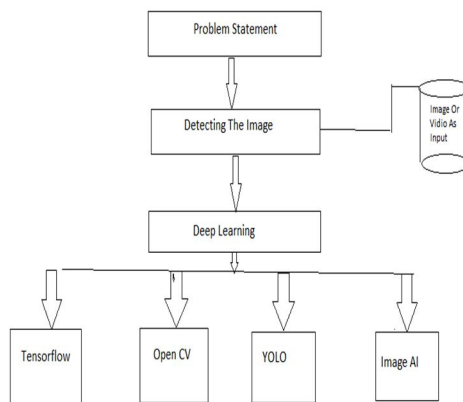 Problem Statement
Detecting The Image
Image Or
Vidio As
Input
Deep Learning
Tensorflow
Open CV
YOLO
Image AI